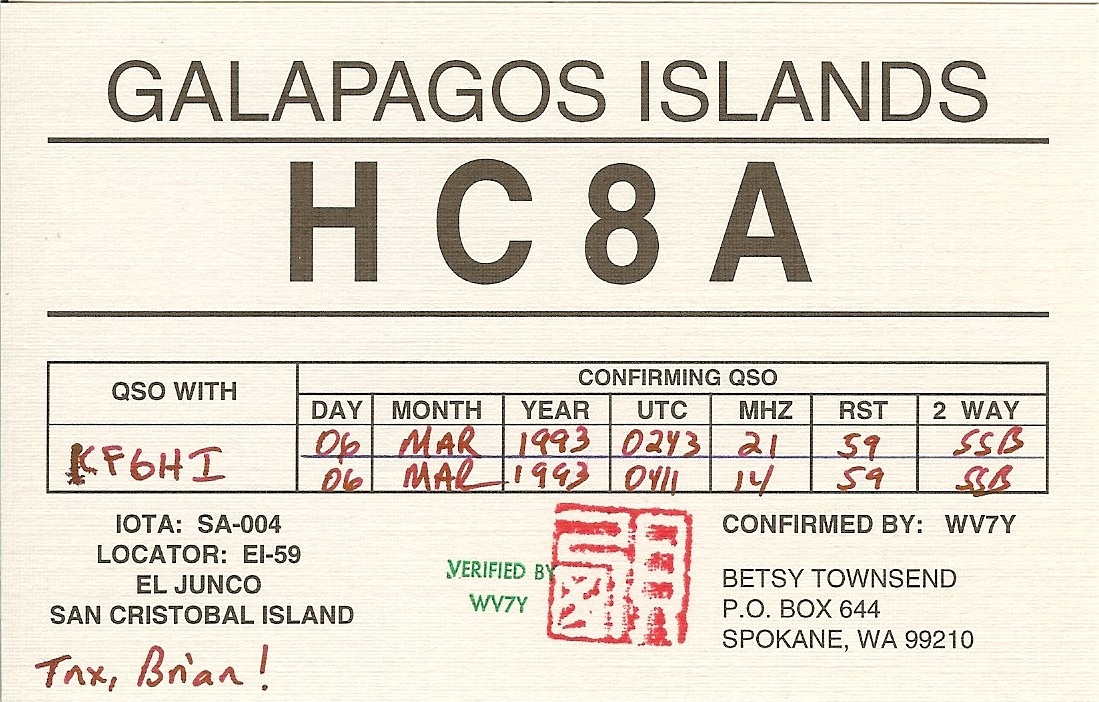 GALAPAGOS ISLANDS
HC8A
QSO WITH CONFIRMING QSO
DAY MONTH YEAR UTC MHZ RST 2 WAY
KF6HI 06 MAR 1993 0243 21 59 SSB
06 MAR 1993 0411 14 59 SSB
IOTA: SA-004
LOCATOR: EI-59
EL JUNCO
SAN CRISTOBAL ISLAND
Tnx, Brian!
VERIFIED BY
WV7Y
CONFIRMED BY: WV7Y
BETSY TOWNSEND
P.O. BOX 644
SPOKANE, WA 99210